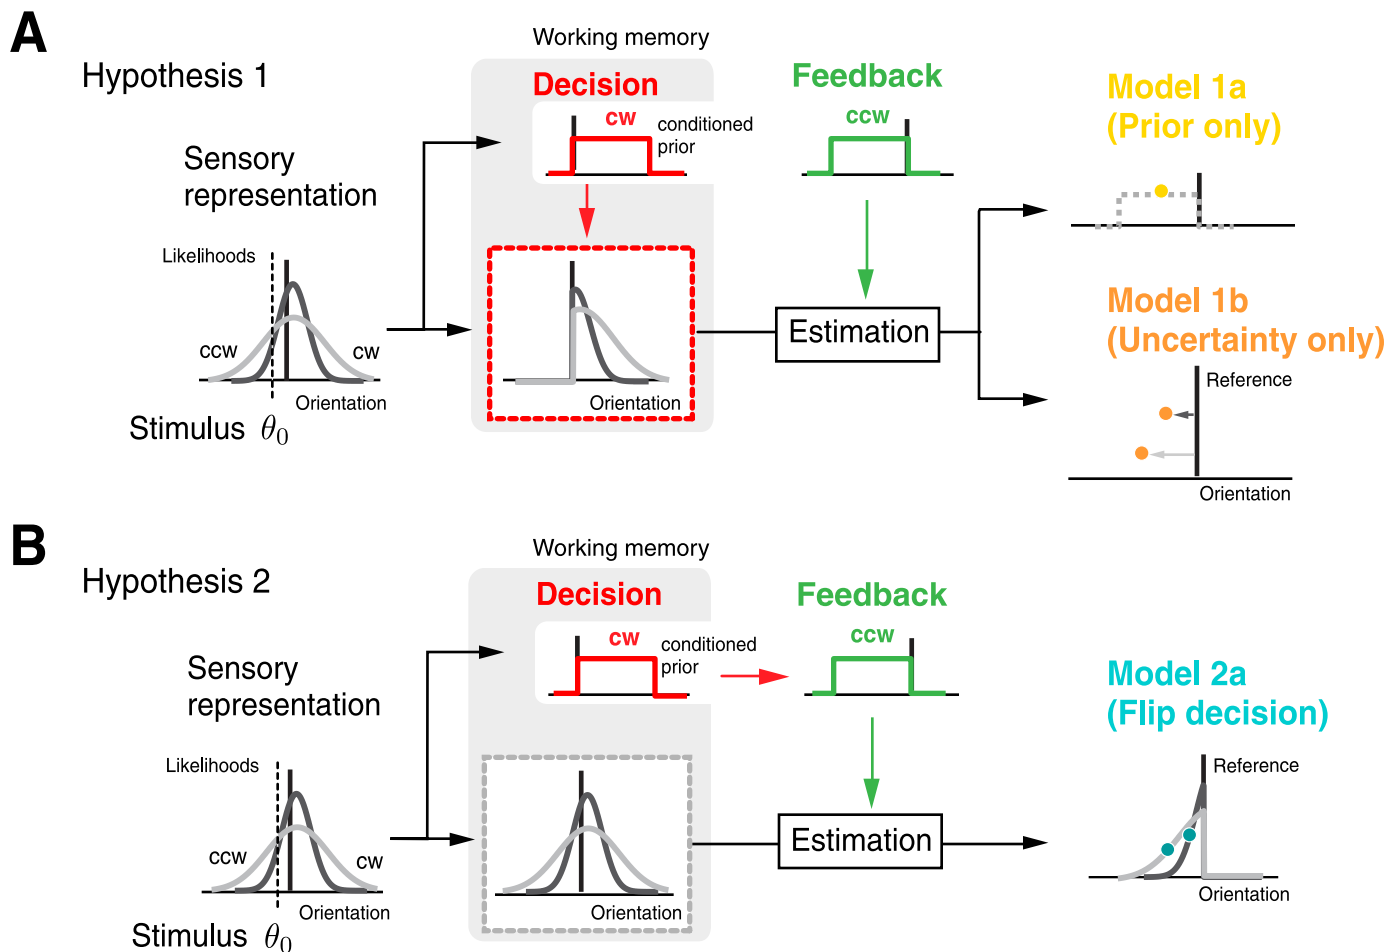 A
Hypothesis 1
Working memory
Decision
cw
conditioned
prior
Feedback
ccw
Model 1a
(Prior only)
Sensory
representation
Likelihoods
ccw
cw
Orientation
Stimulus θ0
Orientation
Estimation
Model 1b
(Uncertainty only)
Reference
Orientation
B
Hypothesis 2
Working memory
Decision
cw
conditioned
prior
Feedback
ccw
Sensory
representation
Likelihoods
ccw
cw
Orientation
Stimulus θ0
Orientation
Estimation
Model 2a
(Flip decision)
Reference
Orientation